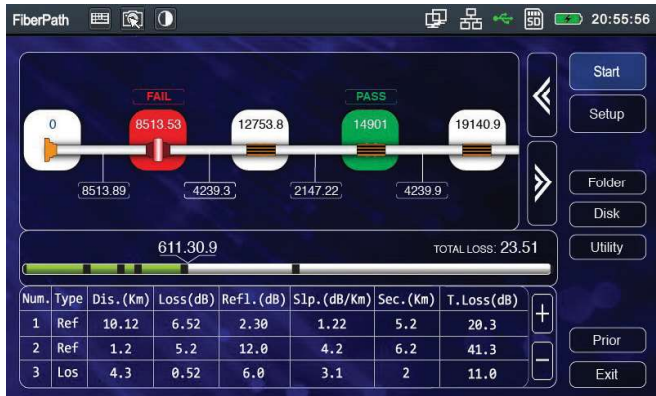 FiberPath
SD
20:55:56
FAIL
PASS
0
8513.53
12753.8
14901
19140.9
8513.89
4239.3
2147.22
4239.9
611.30.9
TOTAL LOSS: 23.51
Num. Type Dis.(Km) Loss(dB) Refl.(dB) Slp.(dB/Km) Sec.(Km) T.Loss(dB)
1 Ref 10.12 6.52 2.30 1.22 5.2 20.3
2 Ref 1.2 5.2 12.0 4.2 6.2 41.3
3 Los 4.3 0.52 6.0 3.1 2 11.0
+
−
Start
Setup
Folder
Disk
Utility
Prior
Exit